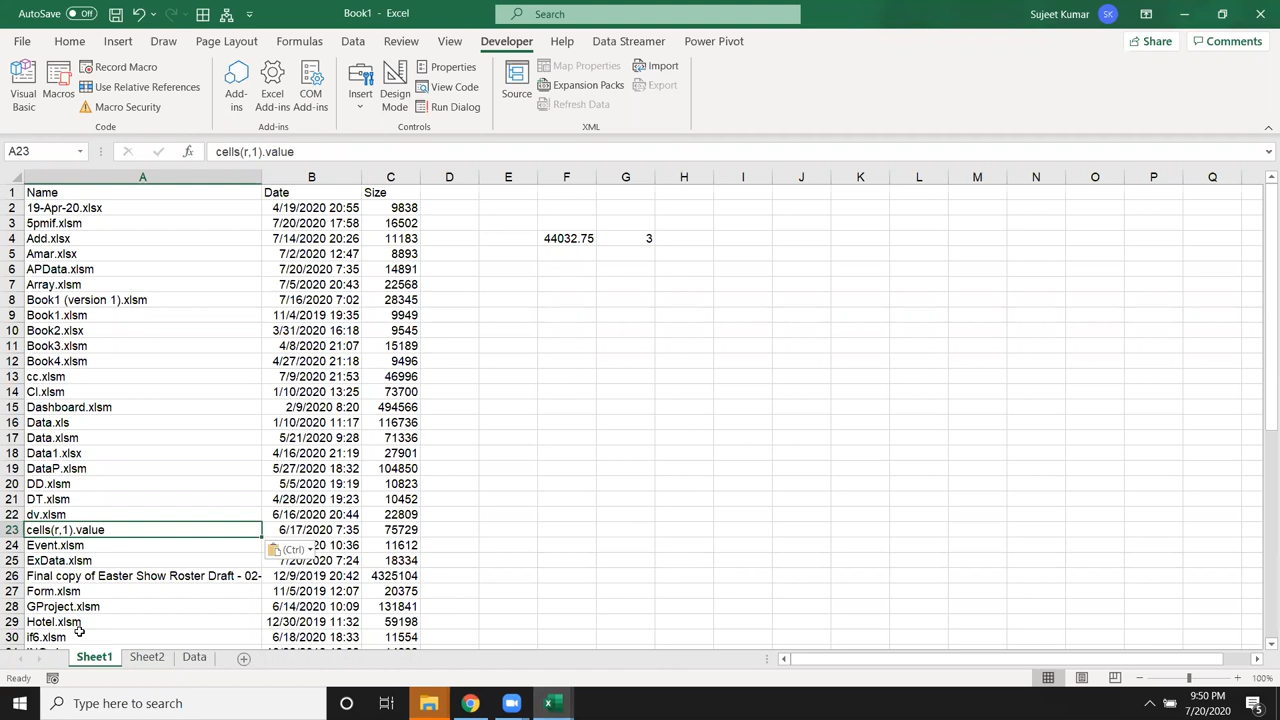 AutoSave Off Book1 - Excel Search Sujeet Kumar SK
File Home Insert Draw Page Layout Formulas Data Review View Developer Help Data Streamer Power Pivot Share Comments
Visual Basic Macros Record Macro Use Relative References Macro Security Add-ins Excel Add-ins COM Add-ins Insert Design Mode Properties View Code Run Dialog Source Map Properties Expansion Packs Refresh Data Import Export
Code Add-ins Controls XML
A23 fx cells(r,1).value
A B C D E F G H I J K L M N O P Q
1 Name Date Size
2 19-Apr-20.xlsx 4/19/2020 20:55 9838
3 5pmif.xlsm 7/20/2020 17:58 16502
4 Add.xlsx 7/14/2020 20:26 11183 44032.75 3
5 Amar.xlsx 7/2/2020 12:47 8893
6 APData.xlsm 7/20/2020 7:35 14891
7 Array.xlsm 7/5/2020 20:43 22568
8 Book1 (version 1).xlsm 7/16/2020 7:02 28345
9 Book1.xlsm 11/4/2019 19:35 9949
10 Book2.xlsx 3/31/2020 16:18 9545
11 Book3.xlsm 4/8/2020 21:07 15189
12 Book4.xlsm 4/27/2020 21:18 9496
13 cc.xlsm 7/9/2020 21:53 46996
14 CI.xlsm 1/10/2020 13:25 73700
15 Dashboard.xlsm 2/9/2020 8:20 494566
16 Data.xls 1/10/2020 11:17 116736
17 Data.xlsm 5/21/2020 9:28 71336
18 Data1.xlsx 4/16/2020 21:19 27901
19 DataP.xlsm 5/27/2020 18:32 104850
20 DD.xlsm 5/5/2020 19:19 10823
21 DT.xlsm 4/28/2020 19:23 10452
22 dv.xlsm 6/16/2020 20:44 22809
23 cells(r,1).value 6/17/2020 7:35 75729
24 Event.xlsm (Ctrl) 20 10:36 11612
25 ExData.xlsm 7/20/2020 7:24 18334
26 Final copy of Easter Show Roster Draft - 02- 12/9/2019 20:42 4325104
27 Form.xlsm 11/5/2019 12:07 20375
28 GProject.xlsm 6/14/2020 10:09 131841
29 Hotel.xlsm 12/30/2019 11:32 59198
30 if6.xlsm 6/18/2020 18:33 11554
Sheet1 Sheet2 Data
Ready 100%
Type here to search 9:50 PM
7/20/2020 5